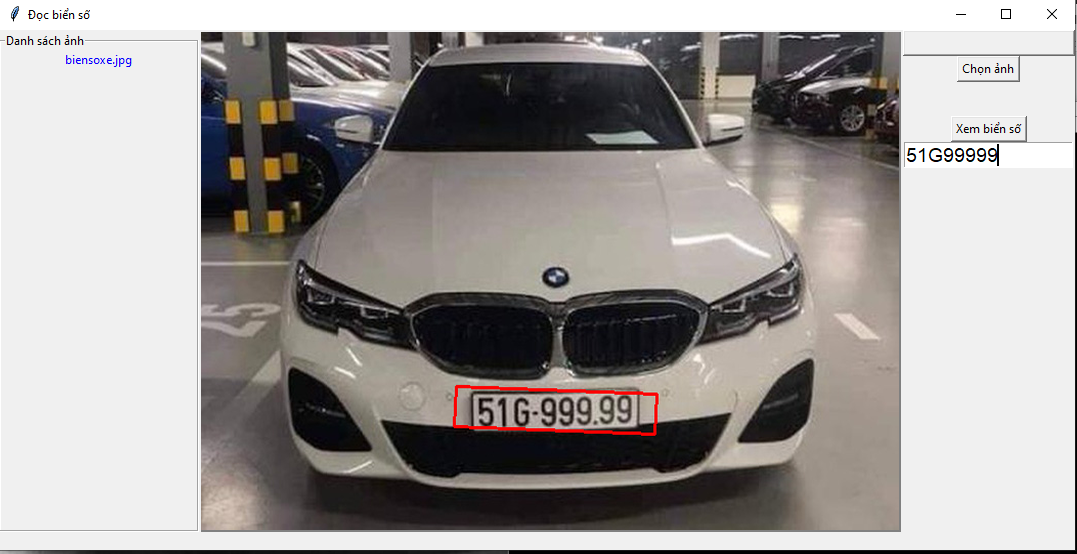 Đọc biển số
Danh sách ảnh
biensoxe.jpg
Chọn ảnh
Xem biển số
51G99999
51G-999.99